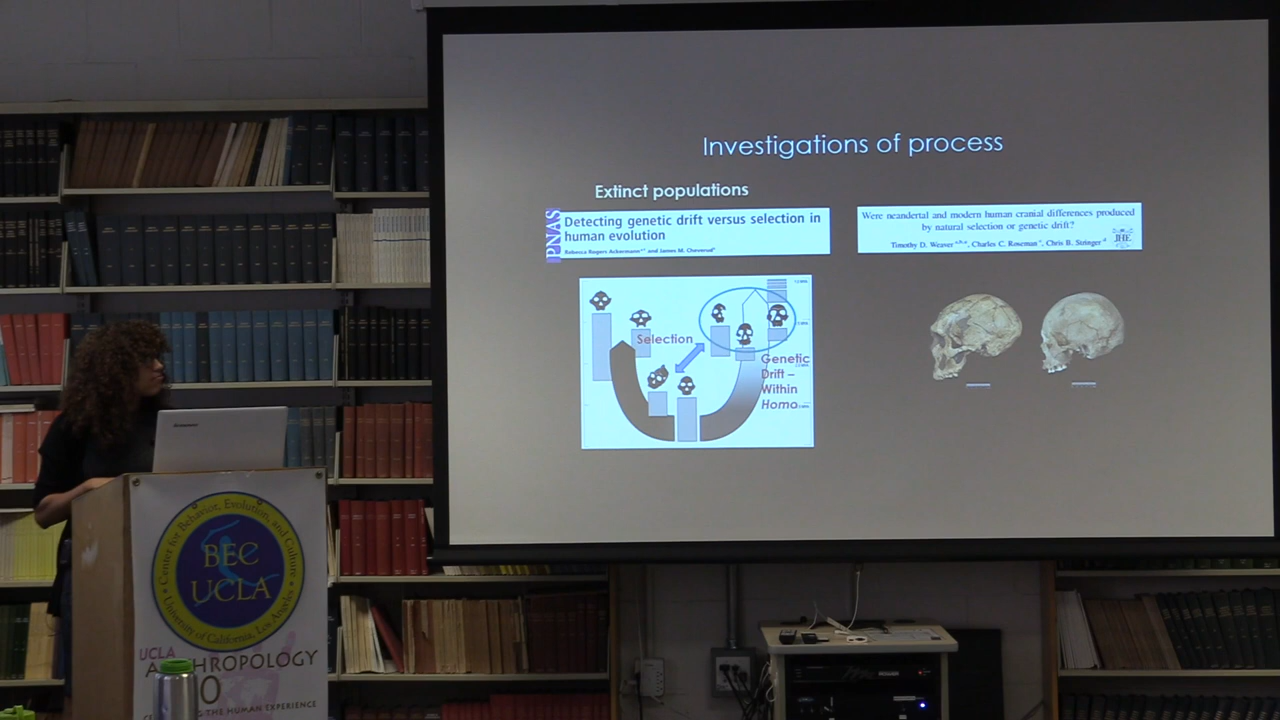 Investigations of process
Extinct populations
PNAS
Detecting genetic drift versus selection in
human evolution
Rebecca Rogers Ackermann and James M. Cheverud
Were neandertal and modern human cranial differences produced
by natural selection or genetic drift?
Timothy D. Weaver, Charles C. Roseman, Chris B. Stringer
JHE
Selection
Genetic
Drift –
Within
Homo
lenovo
Center for Behavior, Evolution, and Culture
BEC
UCLA
University of California, Los Angeles
UCLA
ANTHROPOLOGY
THE HUMAN EXPERIENCE